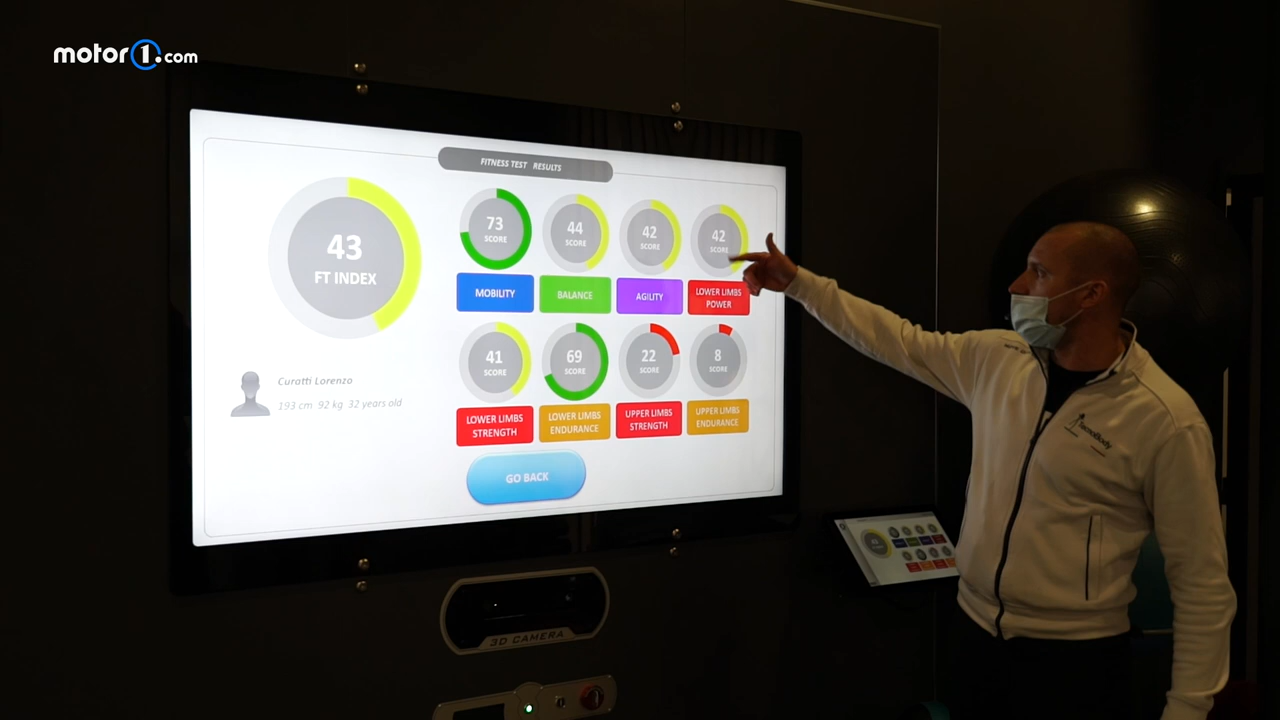 motor1.com
FITNESS TEST RESULTS
43
FT INDEX
73
SCORE
44
SCORE
42
SCORE
42
SCORE
MOBILITY
BALANCE
AGILITY
LOWER LIMBS
POWER
41
SCORE
69
SCORE
22
SCORE
8
SCORE
LOWER LIMBS
STRENGTH
LOWER LIMBS
ENDURANCE
UPPER LIMBS
STRENGTH
UPPER LIMBS
ENDURANCE
Curatti Lorenzo
193 cm 92 kg 32 years old
GO BACK
TecnoBody
3D CAMERA